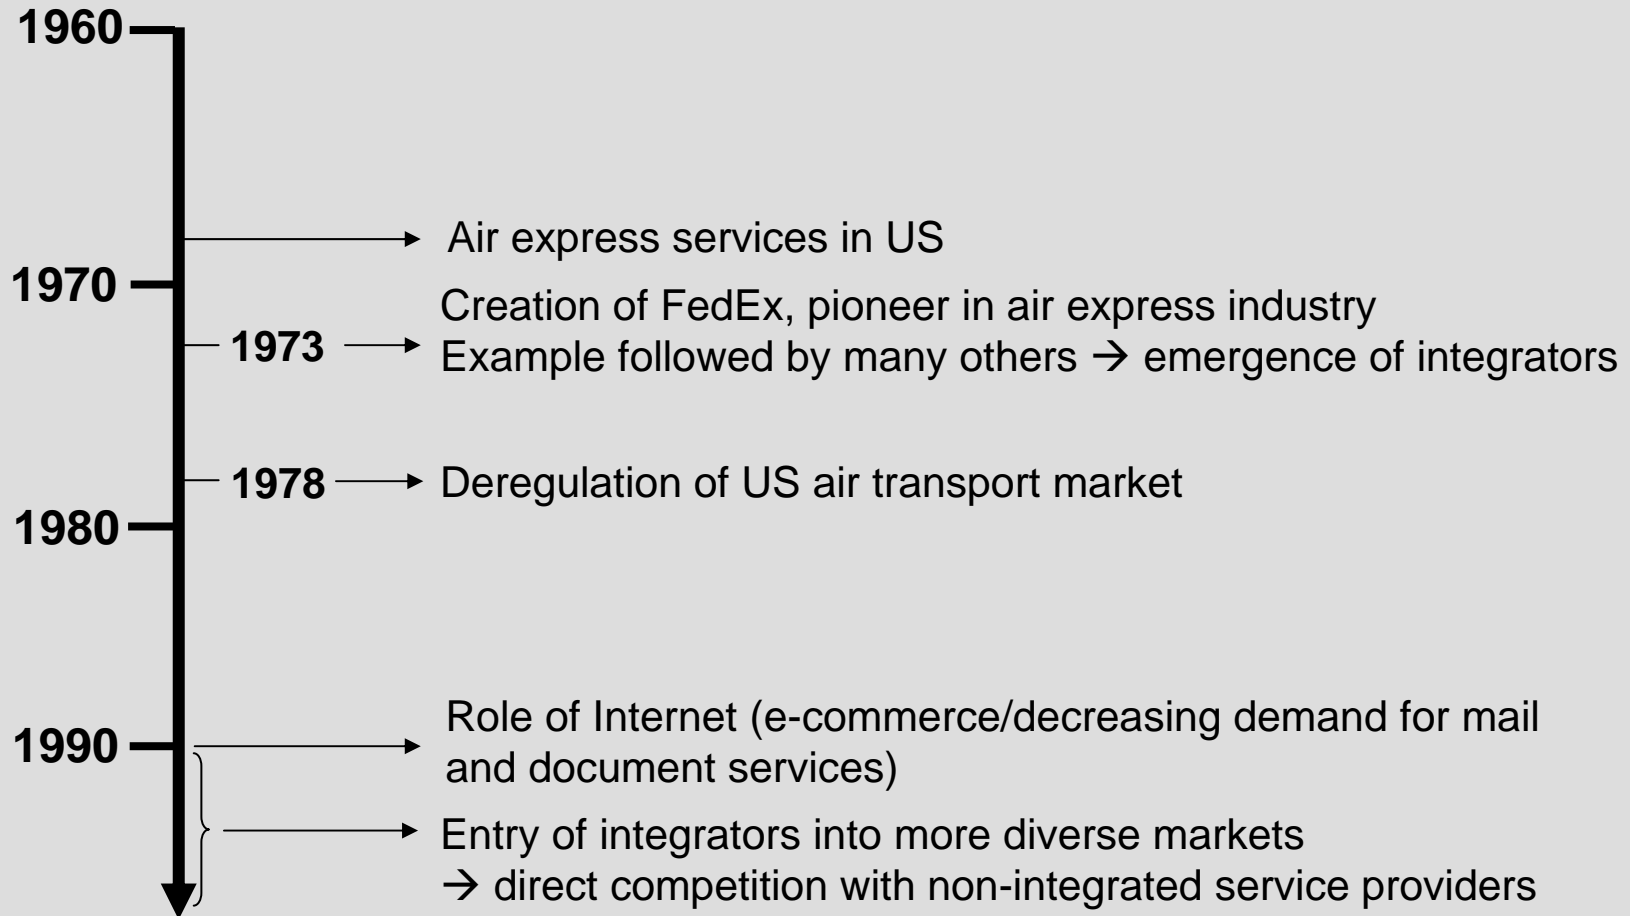 1960
Air express services in US
1970
Creation of FedEx, pioneer in air express industry
1973
Example followed by many others → emergence of integrators
1978 Deregulation of US air transport market
1980
Role of Internet (e-commerce/decreasing demand for mail
1990
and document services)
Entry of integrators into more diverse markets
→ direct competition with non-integrated service providers